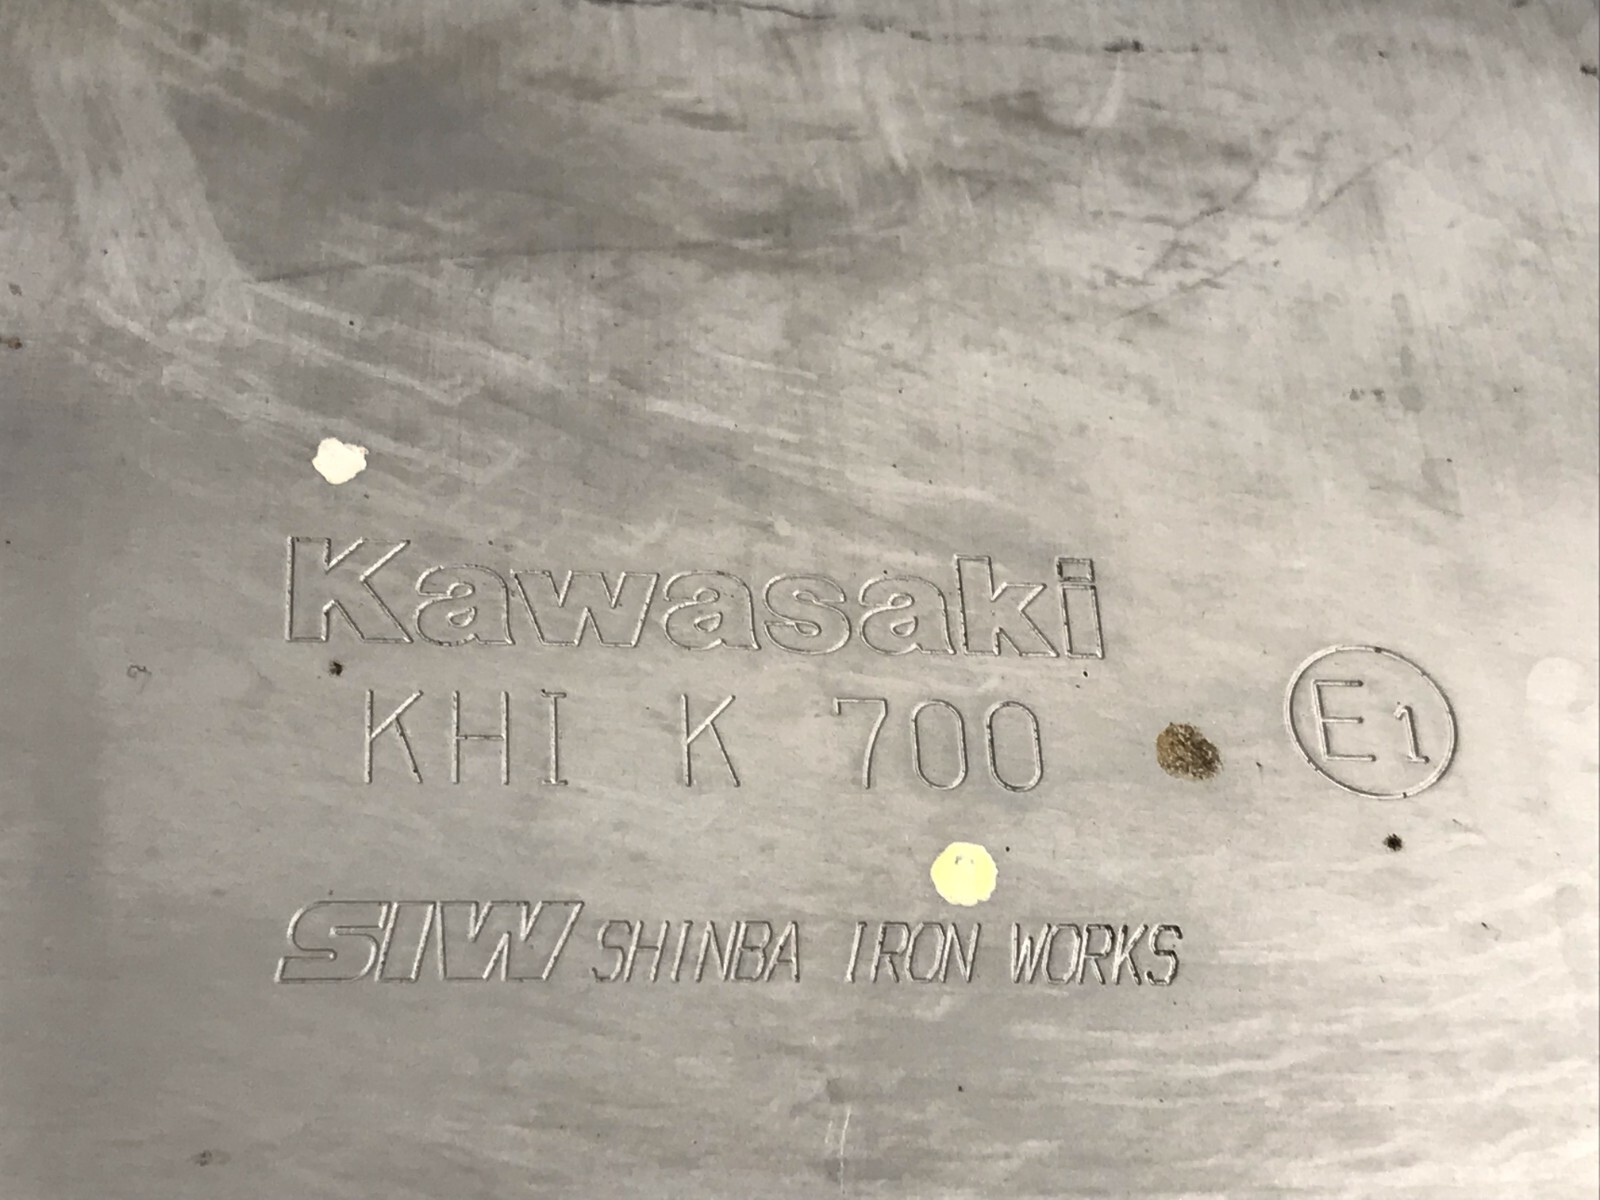 Kawasaki
KHI K 700 E1
SIW SHINBA IRON WORKS